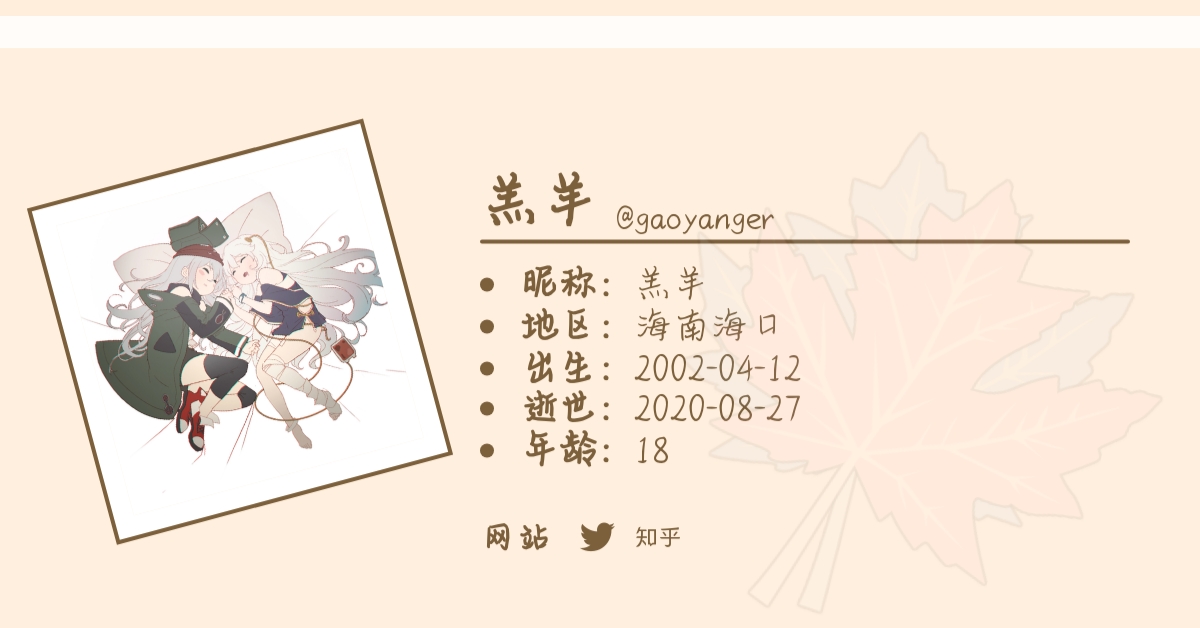 羔羊 @gaoyanger
昵称：羔羊
地区：海南海口
出生：2002-04-12
逝世：2020-08-27
年龄：18
网站 知乎